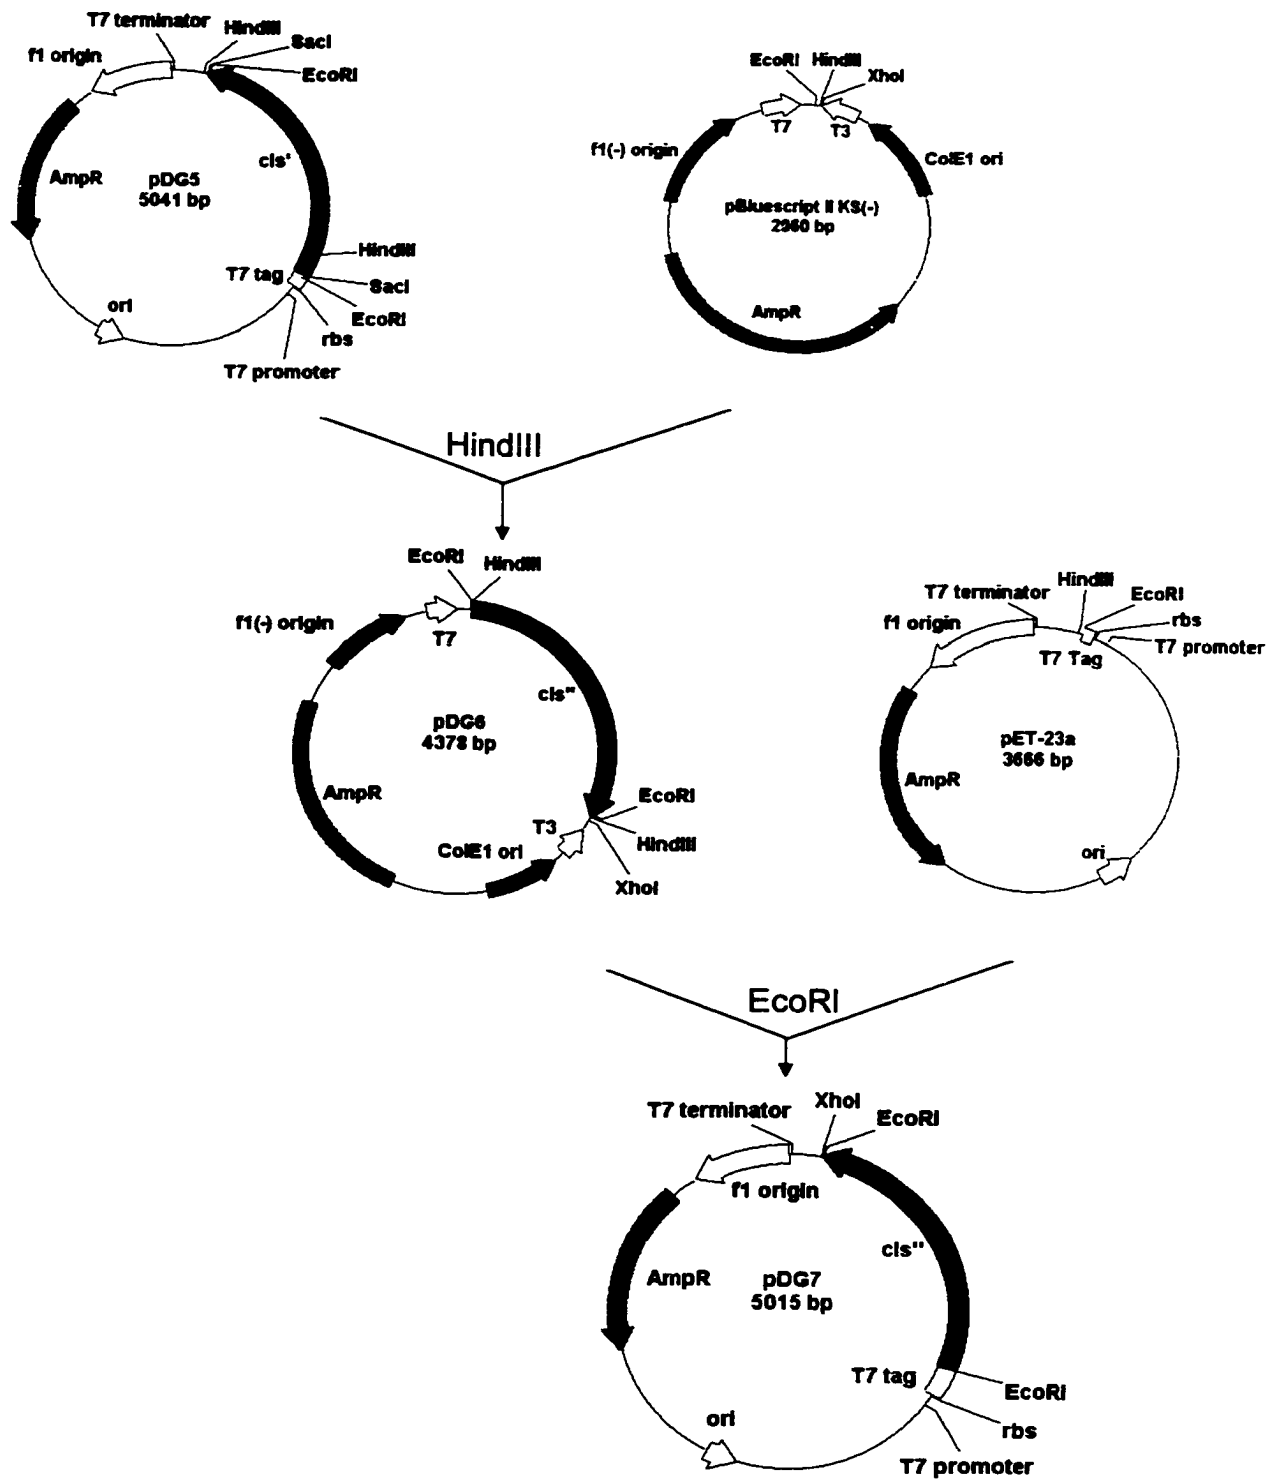 T7 terminator
HindIII
SacI
f1 origin
EcoRI
cls'
AmpR
pDG5
5041 bp
HindIII
T7 tag
SacI
ori
EcoRI
rbs
T7 promoter
EcoRI
HindIII
XhoI
T7
T3
f1(-) origin
ColE1 ori
pBluescript II KS(-)
2960 bp
AmpR
HindIII
EcoRI
HindIII
f1(-) origin
T7
cls"
pDG6
4378 bp
AmpR
EcoRI
T3
HindIII
ColE1 ori
XhoI
HindIII
T7 terminator
EcoRI
f1 origin
rbs
T7 promoter
T7 Tag
pET-23a
3666 bp
AmpR
ori
EcoRI
XhoI
T7 terminator
EcoRI
f1 origin
cls"
AmpR
pDG7
5015 bp
T7 tag
EcoRI
ori
rbs
T7 promoter